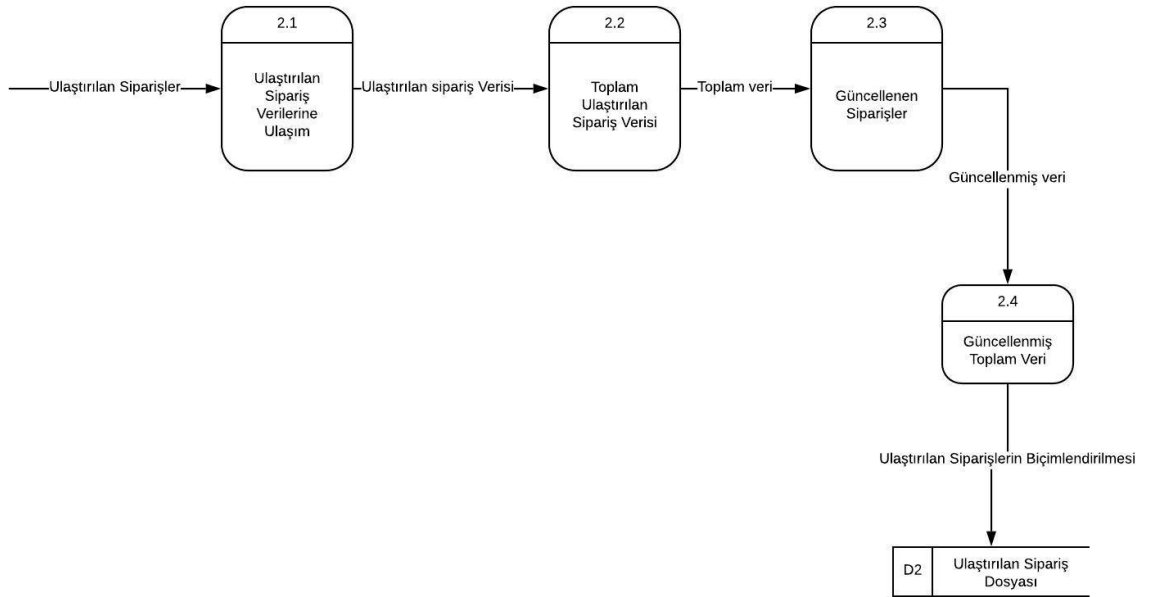 2.1
2.2
2.3
Ulaştırılan Siparişler
Ulaştırılan
Sipariş
Verilerine
Ulaşım
Ulaştırılan sipariş Verisi
Toplam
Ulaştırılan
Sipariş Verisi
Toplam veri
Güncellenen
Siparişler
Güncellenmiş veri
2.4
Güncellenmiş
Toplam Veri
Ulaştırılan Siparişlerin Biçimlendirilmesi
D2
Ulaştırılan Sipariş
Dosyası